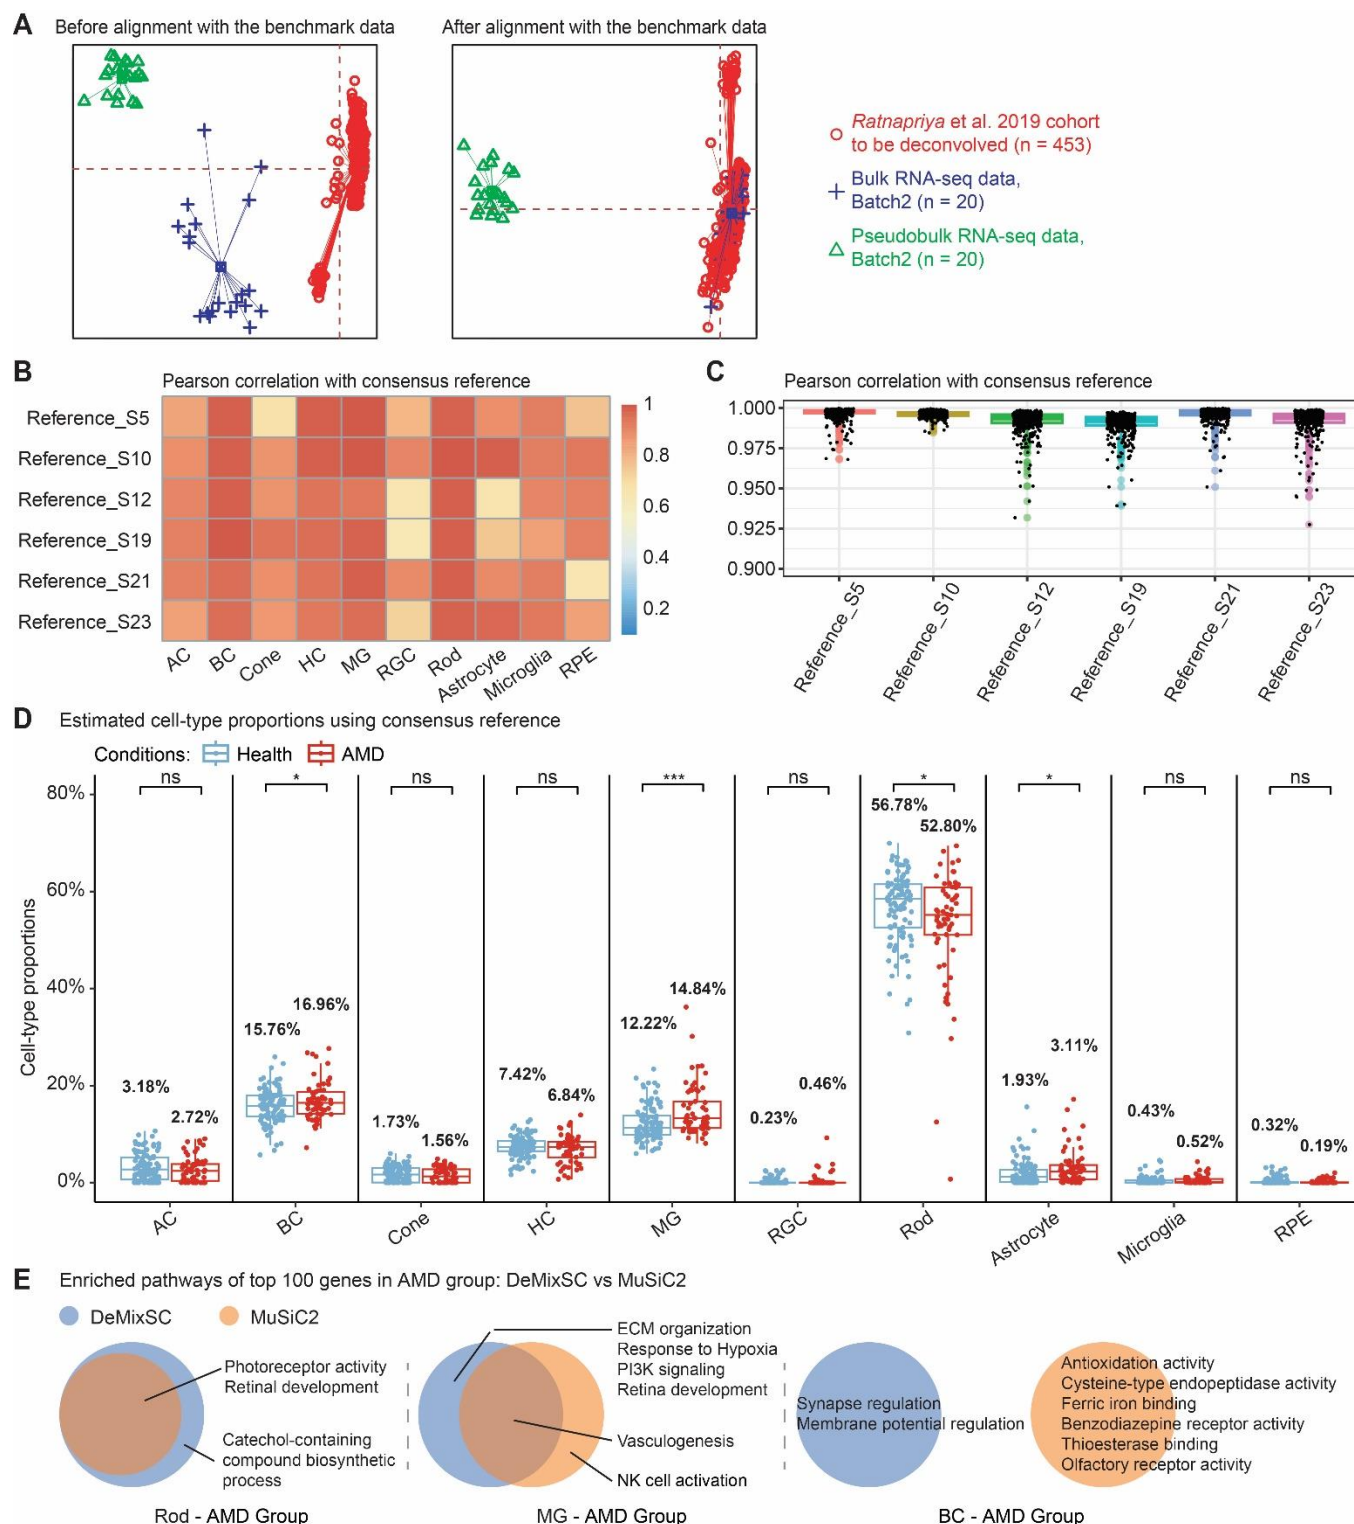 A
Before alignment with the benchmark data
After alignment with the benchmark data
Ratnapriya et al. 2019 cohort
to be deconvolved (n = 453)
Bulk RNA-seq data,
Batch2 (n = 20)
Pseudobulk RNA-seq data,
Batch2 (n = 20)
B
Pearson correlation with consensus reference
Reference_S5
Reference_S10
Reference_S12
Reference_S19
Reference_S21
Reference_S23
AC BC Cone HC MG RGC Rod Astrocyte Microglia RPE
1
0.8
0.6
0.4
0.2
C
Pearson correlation with consensus reference
1.000
0.975
0.950
0.925
0.900
Reference_S5 Reference_S10 Reference_S12 Reference_S19 Reference_S21 Reference_S23
D
Estimated cell-type proportions using consensus reference
Conditions: Health AMD
ns * ns ns *** ns * * ns ns
Cell-type proportions
80%
60%
40%
20%
0%
3.18%
2.72%
15.76%
16.96%
1.73%
1.56%
7.42%
6.84%
12.22%
14.84%
0.23%
0.46%
56.78%
52.80%
1.93%
3.11%
0.43%
0.52%
0.32%
0.19%
AC BC Cone HC MG RGC Rod Astrocyte Microglia RPE
E
Enriched pathways of top 100 genes in AMD group: DeMixSC vs MuSiC2
DeMixSC MuSiC2
Photoreceptor activity
Retinal development
Catechol-containing
compound biosynthetic
process
Rod - AMD Group
ECM organization
Response to Hypoxia
PI3K signaling
Retina development
Vasculogenesis
NK cell activation
MG - AMD Group
Synapse regulation
Membrane potential regulation
Antioxidation activity
Cysteine-type endopeptidase activity
Ferric iron binding
Benzodiazepine receptor activity
Thioesterase binding
Olfactory receptor activity
BC - AMD Group